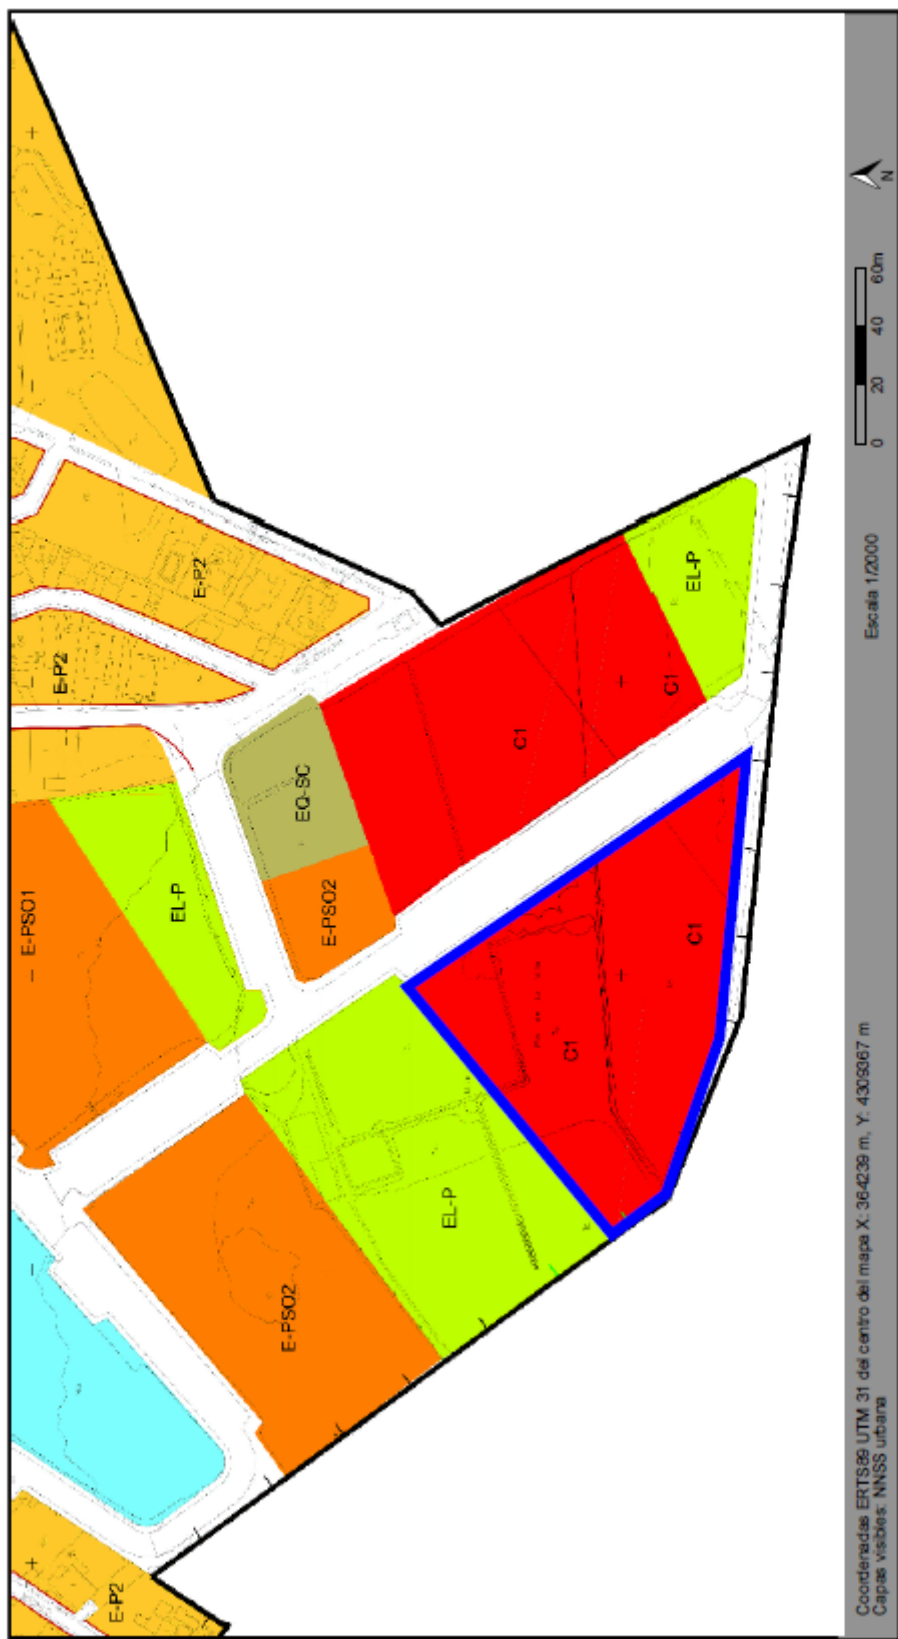 E-P2
E-P2
E-P2
E-PSO1
EL-P
EQ-SC
E-PSO2
C1
C1
EL-P
E-PSO2
EL-P
C1
C1
Coordenadas ERTS89 UTM 31 del centro del mapa X: 364239 m, Y: 4309367 m
Capas visibles: NNSS urbana
Escala 1/2000
0 20 40 60m
N